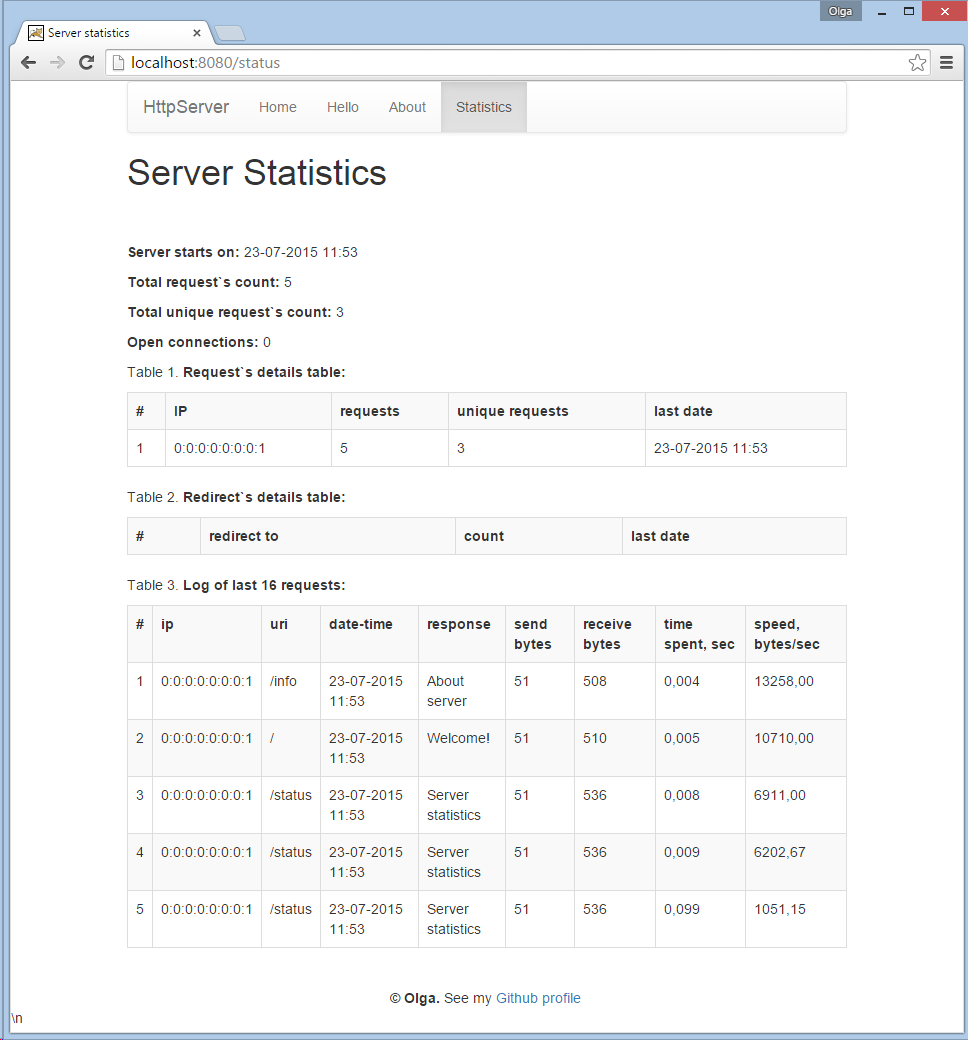 Olga
Server statistics
localhost:8080/status
HttpServer Home Hello About Statistics
Server Statistics
Server starts on: 23-07-2015 11:53
Total request`s count: 5
Total unique request`s count: 3
Open connections: 0
Table 1. Request`s details table:
# IP requests unique requests last date
1 0:0:0:0:0:0:0:1 5 3 23-07-2015 11:53
Table 2. Redirect`s details table:
# redirect to count last date
Table 3. Log of last 16 requests:
# ip uri date-time response send receive time speed,
bytes bytes spent, sec bytes/sec
1 0:0:0:0:0:0:0:1 /info 23-07-2015 About 51 508 0,004 13258,00
11:53 server
2 0:0:0:0:0:0:0:1 / 23-07-2015 Welcome! 51 510 0,005 10710,00
11:53
3 0:0:0:0:0:0:0:1 /status 23-07-2015 Server 51 536 0,008 6911,00
11:53 statistics
4 0:0:0:0:0:0:0:1 /status 23-07-2015 Server 51 536 0,009 6202,67
11:53 statistics
5 0:0:0:0:0:0:0:1 /status 23-07-2015 Server 51 536 0,099 1051,15
11:53 statistics
© Olga. See my Github profile
\n